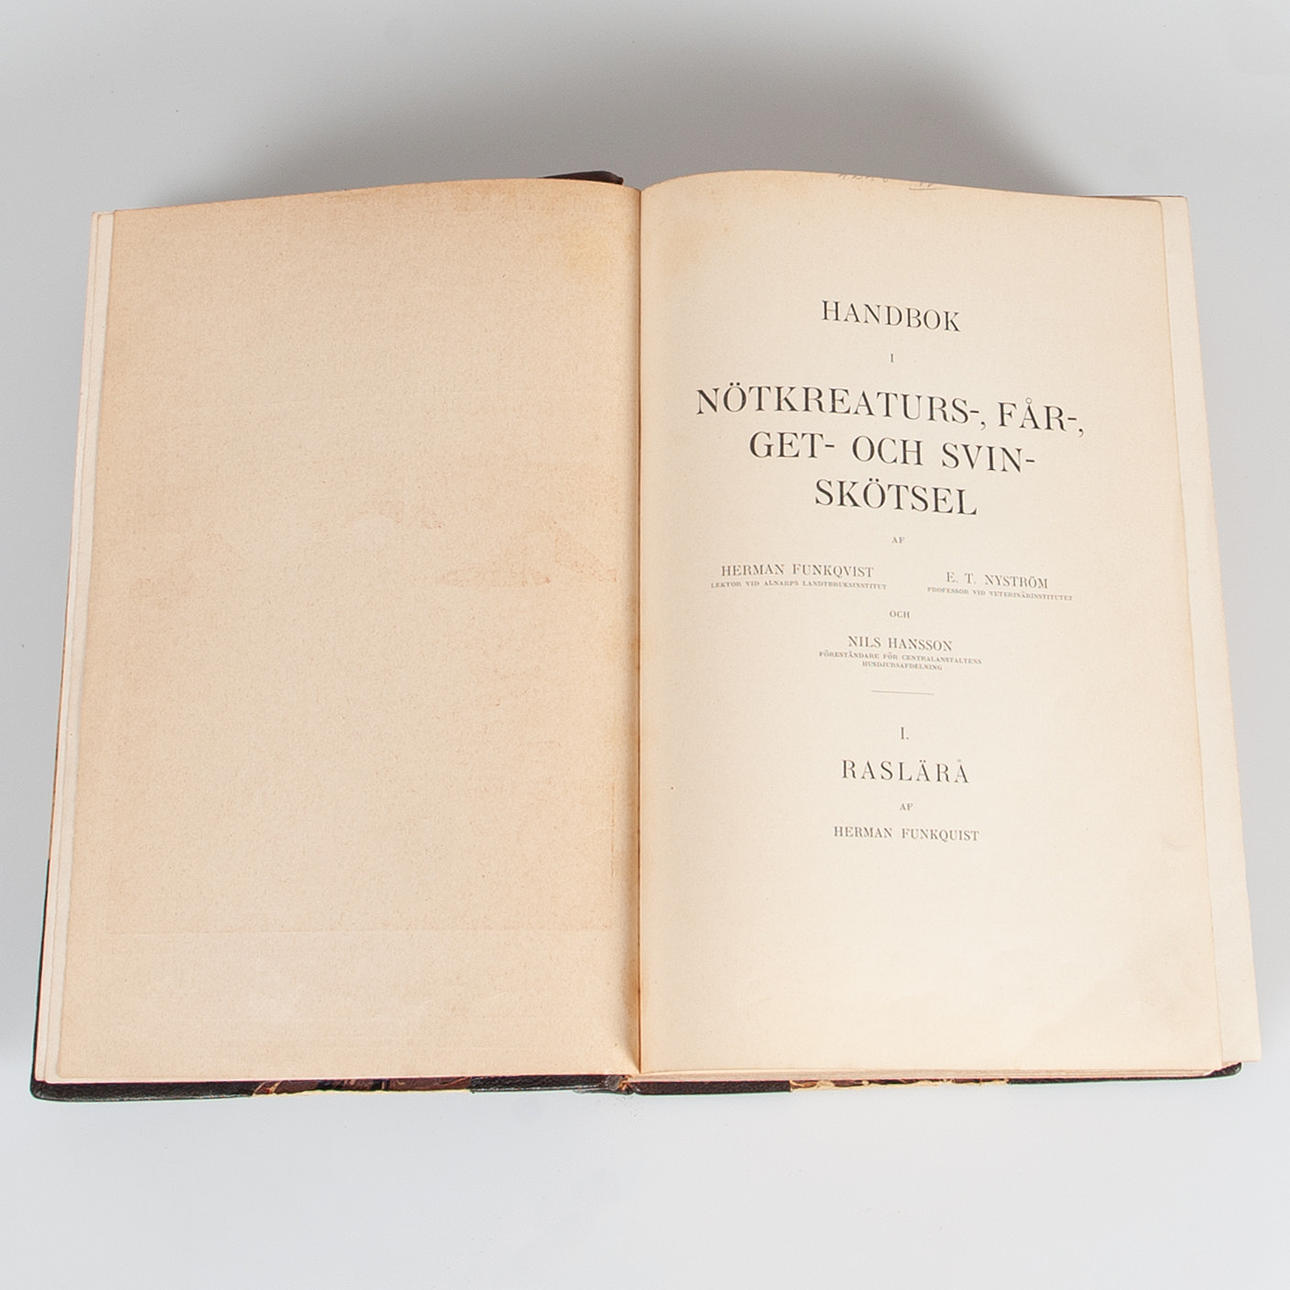 HANDBOK
I
NÖTKREATURS-, FÅR-,
GET- OCH SVIN-
SKÖTSEL
AF
HERMAN FUNKQVIST
LEKTOR VID ALNARPS LANDTBRUKSINSTITUT
E. T. NYSTRÖM
PROFESSOR VID VETERINÄRINSTITUTET
OCH
NILS HANSSON
FÖRESTÅNDARE FÖR CENTRALANSTALTENS
HUSDJURSAFDELNING
I.
RASLÄRÅ
AF
HERMAN FUNKQUIST